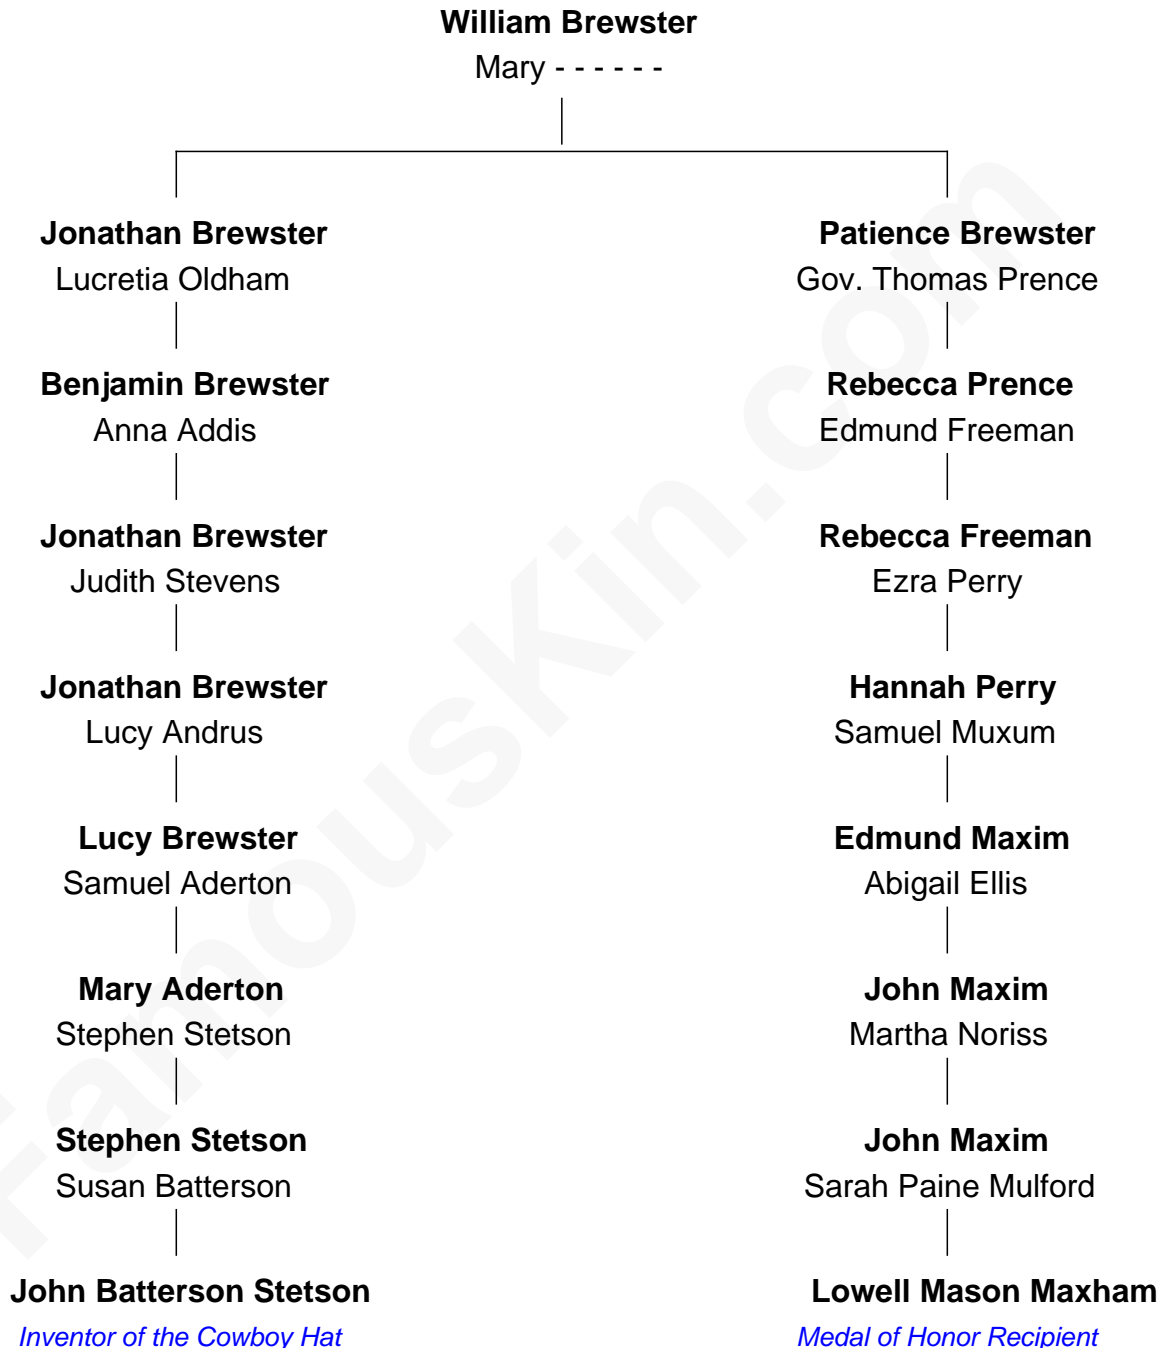 William Brewster
Mary - - - - - -
Jonathan Brewster
Lucretia Oldham
Benjamin Brewster
Anna Addis
Jonathan Brewster
Judith Stevens
Jonathan Brewster
Lucy Andrus
Lucy Brewster
Samuel Aderton
Mary Aderton
Stephen Stetson
Stephen Stetson
Susan Batterson
John Batterson Stetson
Inventor of the Cowboy Hat
Patience Brewster
Gov. Thomas Prence
Rebecca Prence
Edmund Freeman
Rebecca Freeman
Ezra Perry
Hannah Perry
Samuel Muxum
Edmund Maxim
Abigail Ellis
John Maxim
Martha Noriss
John Maxim
Sarah Paine Mulford
Lowell Mason Maxham
Medal of Honor Recipient
FamousKin.com